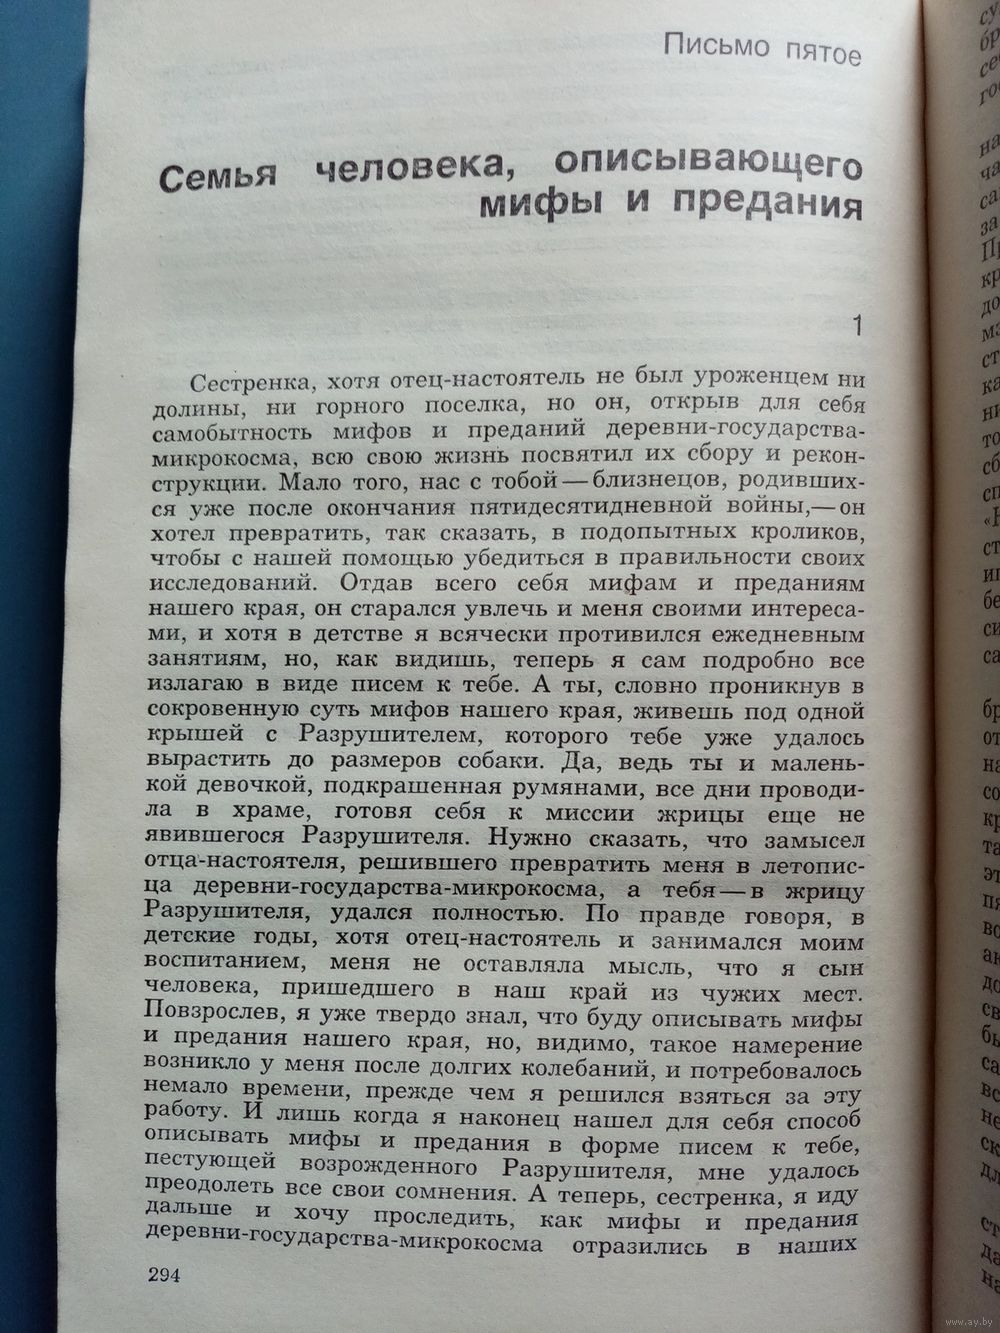 Письмо пятое
Семья человека, описывающего
мифы и предания
1
Сестренка, хотя отец-настоятель не был уроженцем ни
долины, ни горного поселка, но он, открыв для себя
самобытность мифов и преданий деревни-государства-
микрокосма, всю свою жизнь посвятил их сбору и рекон-
струкции. Мало того, нас с тобой — близнецов, родивших-
ся уже после окончания пятидесятидневной войны,— он
хотел превратить, так сказать, в подопытных кроликов,
чтобы с нашей помощью убедиться в правильности своих
исследований. Отдав всего себя мифам и преданиям
нашего края, он старался увлечь и меня своими интереса-
ми, и хотя в детстве я всячески противился ежедневным
занятиям, но, как видишь, теперь я сам подробно все
излагаю в виде писем к тебе. А ты, словно проникнув в
сокровенную суть мифов нашего края, живешь под одной
крышей с Разрушителем, которого тебе уже удалось
вырастить до размеров собаки. Да, ведь ты и малень-
кой девочкой, подкрашенная румянами, все дни проводи-
ла в храме, готовя себя к миссии жрицы еще не
явившегося Разрушителя. Нужно сказать, что замысел
отца-настоятеля, решившего превратить меня в летопис-
ца деревни-государства-микрокосма, а тебя — в жрицу
Разрушителя, удался полностью. По правде говоря, в
детские годы, хотя отец-настоятель и занимался моим
воспитанием, меня не оставляла мысль, что я сын
человека, пришедшего в наш край из чужих мест.
Повзрослев, я уже твердо знал, что буду описывать мифы
и предания нашего края, но, видимо, такое намерение
возникло у меня после долгих колебаний, и потребовалось
немало времени, прежде чем я решился взяться за эту
работу. И лишь когда я наконец нашел для себя способ
описывать мифы и предания в форме писем к тебе,
пестующей возрожденного Разрушителя, мне удалось
преодолеть все свои сомнения. А теперь, сестренка, я иду
дальше и хочу проследить, как мифы и предания
деревни-государства-микрокосма отразились в наших
294
www.ay.by